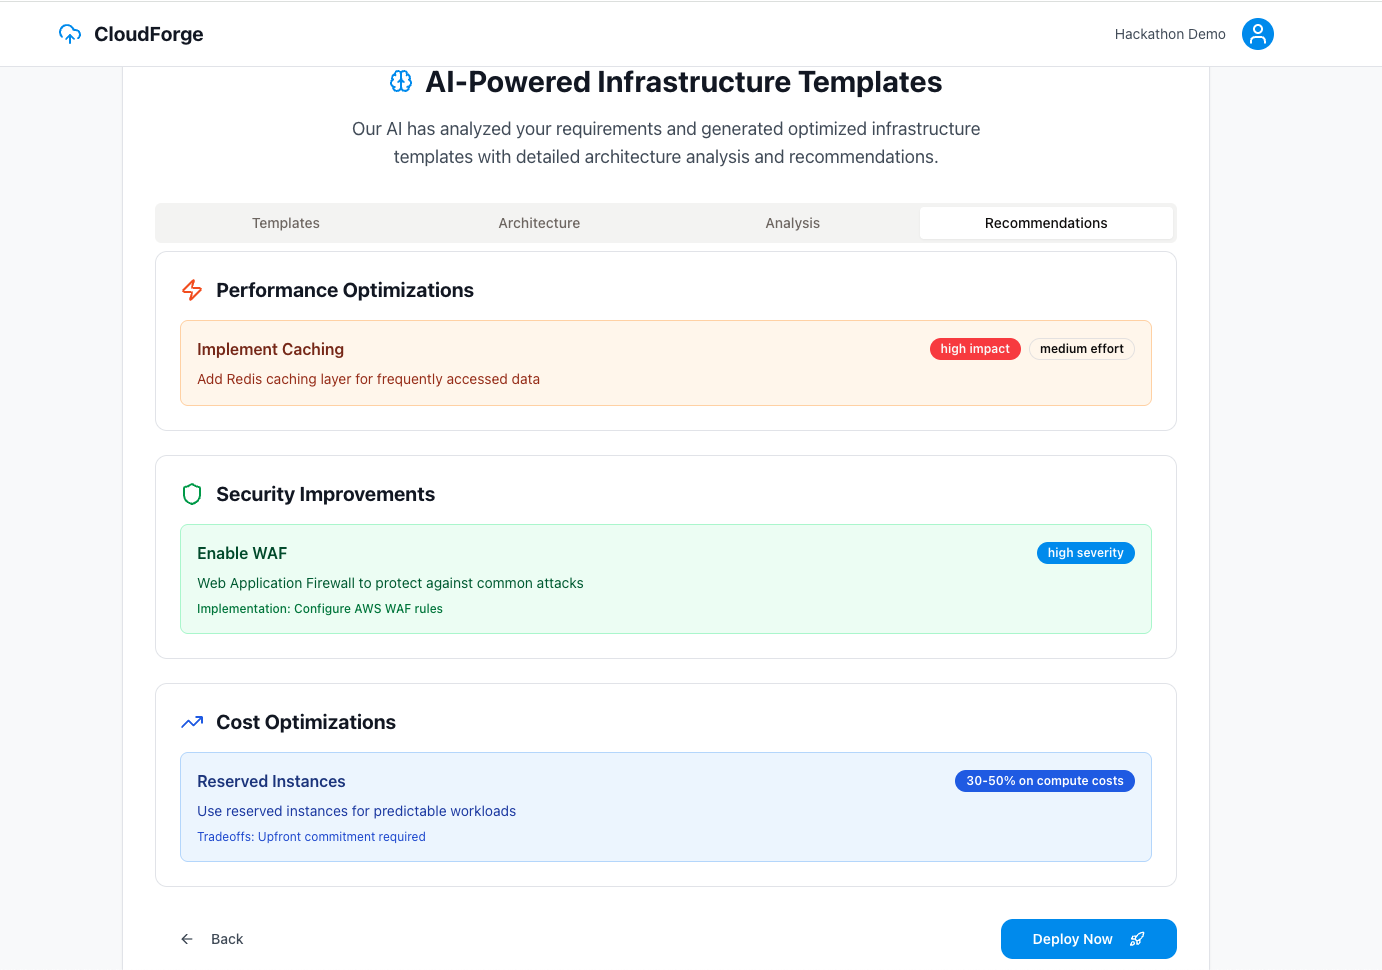 CloudForge
Hackathon Demo
AI-Powered Infrastructure Templates
Our AI has analyzed your requirements and generated optimized infrastructure
templates with detailed architecture analysis and recommendations.
Templates
Architecture
Analysis
Recommendations
Performance Optimizations
Implement Caching
high impact
medium effort
Add Redis caching layer for frequently accessed data
Security Improvements
Enable WAF
high severity
Web Application Firewall to protect against common attacks
Implementation: Configure AWS WAF rules
Cost Optimizations
Reserved Instances
30-50% on compute costs
Use reserved instances for predictable workloads
Tradeoffs: Upfront commitment required
Back
Deploy Now